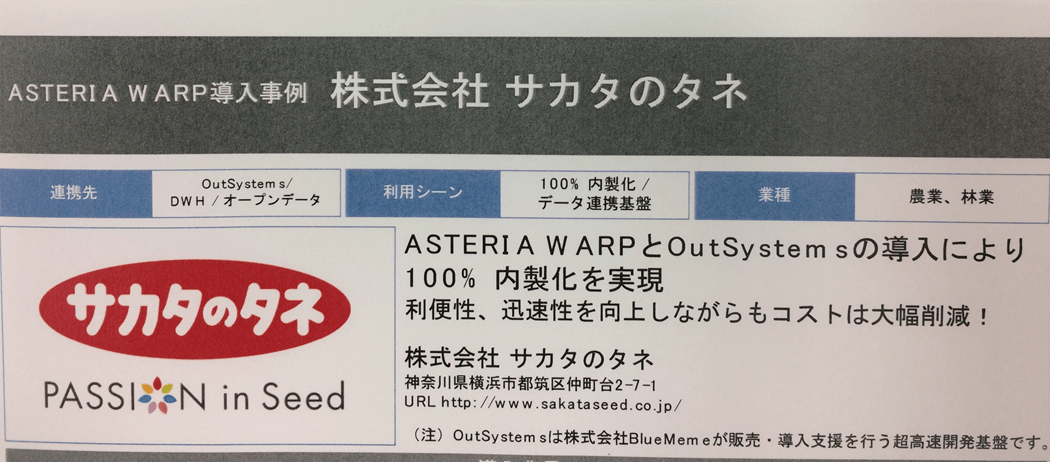 ASTERIA WARP導入事例 株式会社 サカタのタネ
連携先
OutSystems/
DWH / オープンデータ
利用シーン
100% 内製化 /
データ連携基盤
業種
農業、林業
サカタのタネ
PASSION in Seed
ASTERIA WARPとOutSystemsの導入により
100% 内製化を実現
利便性、迅速性を向上しながらもコストは大幅削減！
株式会社 サカタのタネ
神奈川県横浜市都筑区仲町台2-7-1
URL http://www.sakataseed.co.jp/
（注）OutSystemsは株式会社BlueMemeが販売・導入支援を行う超高速開発基盤です。